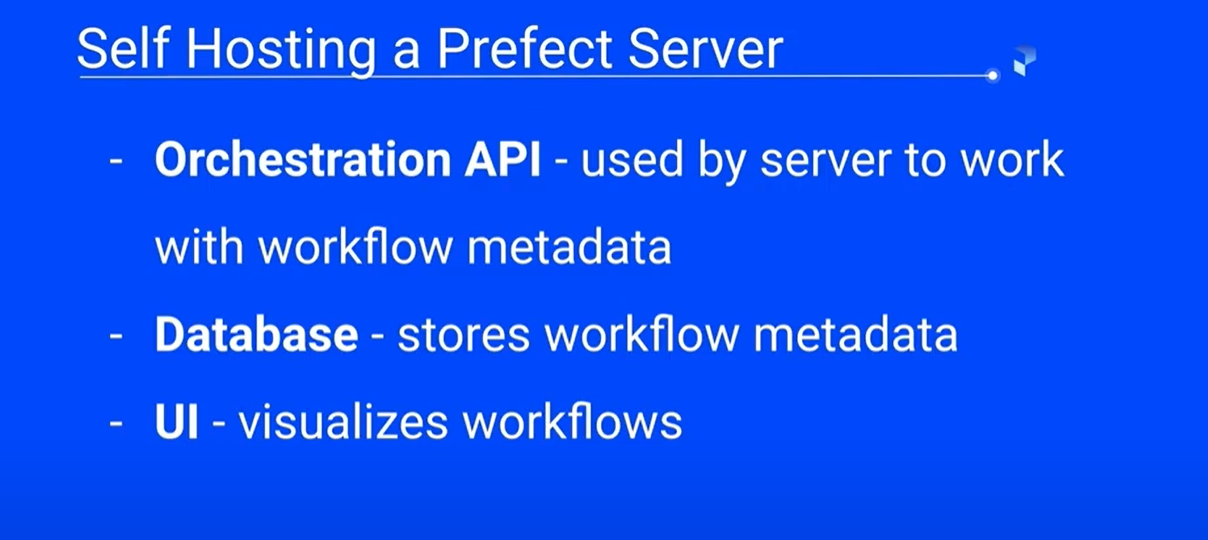 Self Hosting a Prefect Server
- Orchestration API - used by server to work
with workflow metadata
- Database - stores workflow metadata
- UI - visualizes workflows